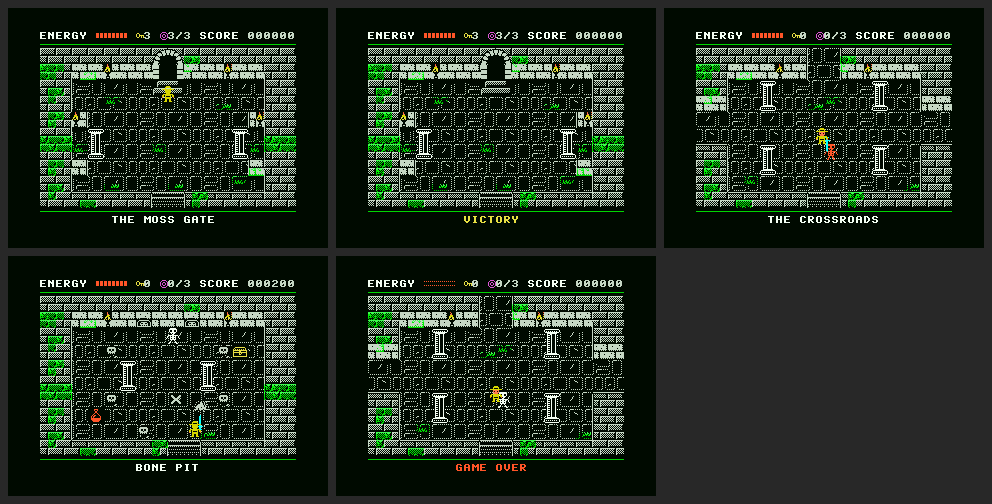 ENERGY 3 3/3 SCORE 000000
THE MOSS GATE
ENERGY 3 3/3 SCORE 000000
VICTORY
ENERGY 0 0/3 SCORE 000000
THE CROSSROADS
ENERGY 0 0/3 SCORE 000200
BONE PIT
ENERGY 0 0/3 SCORE 000000
GAME OVER